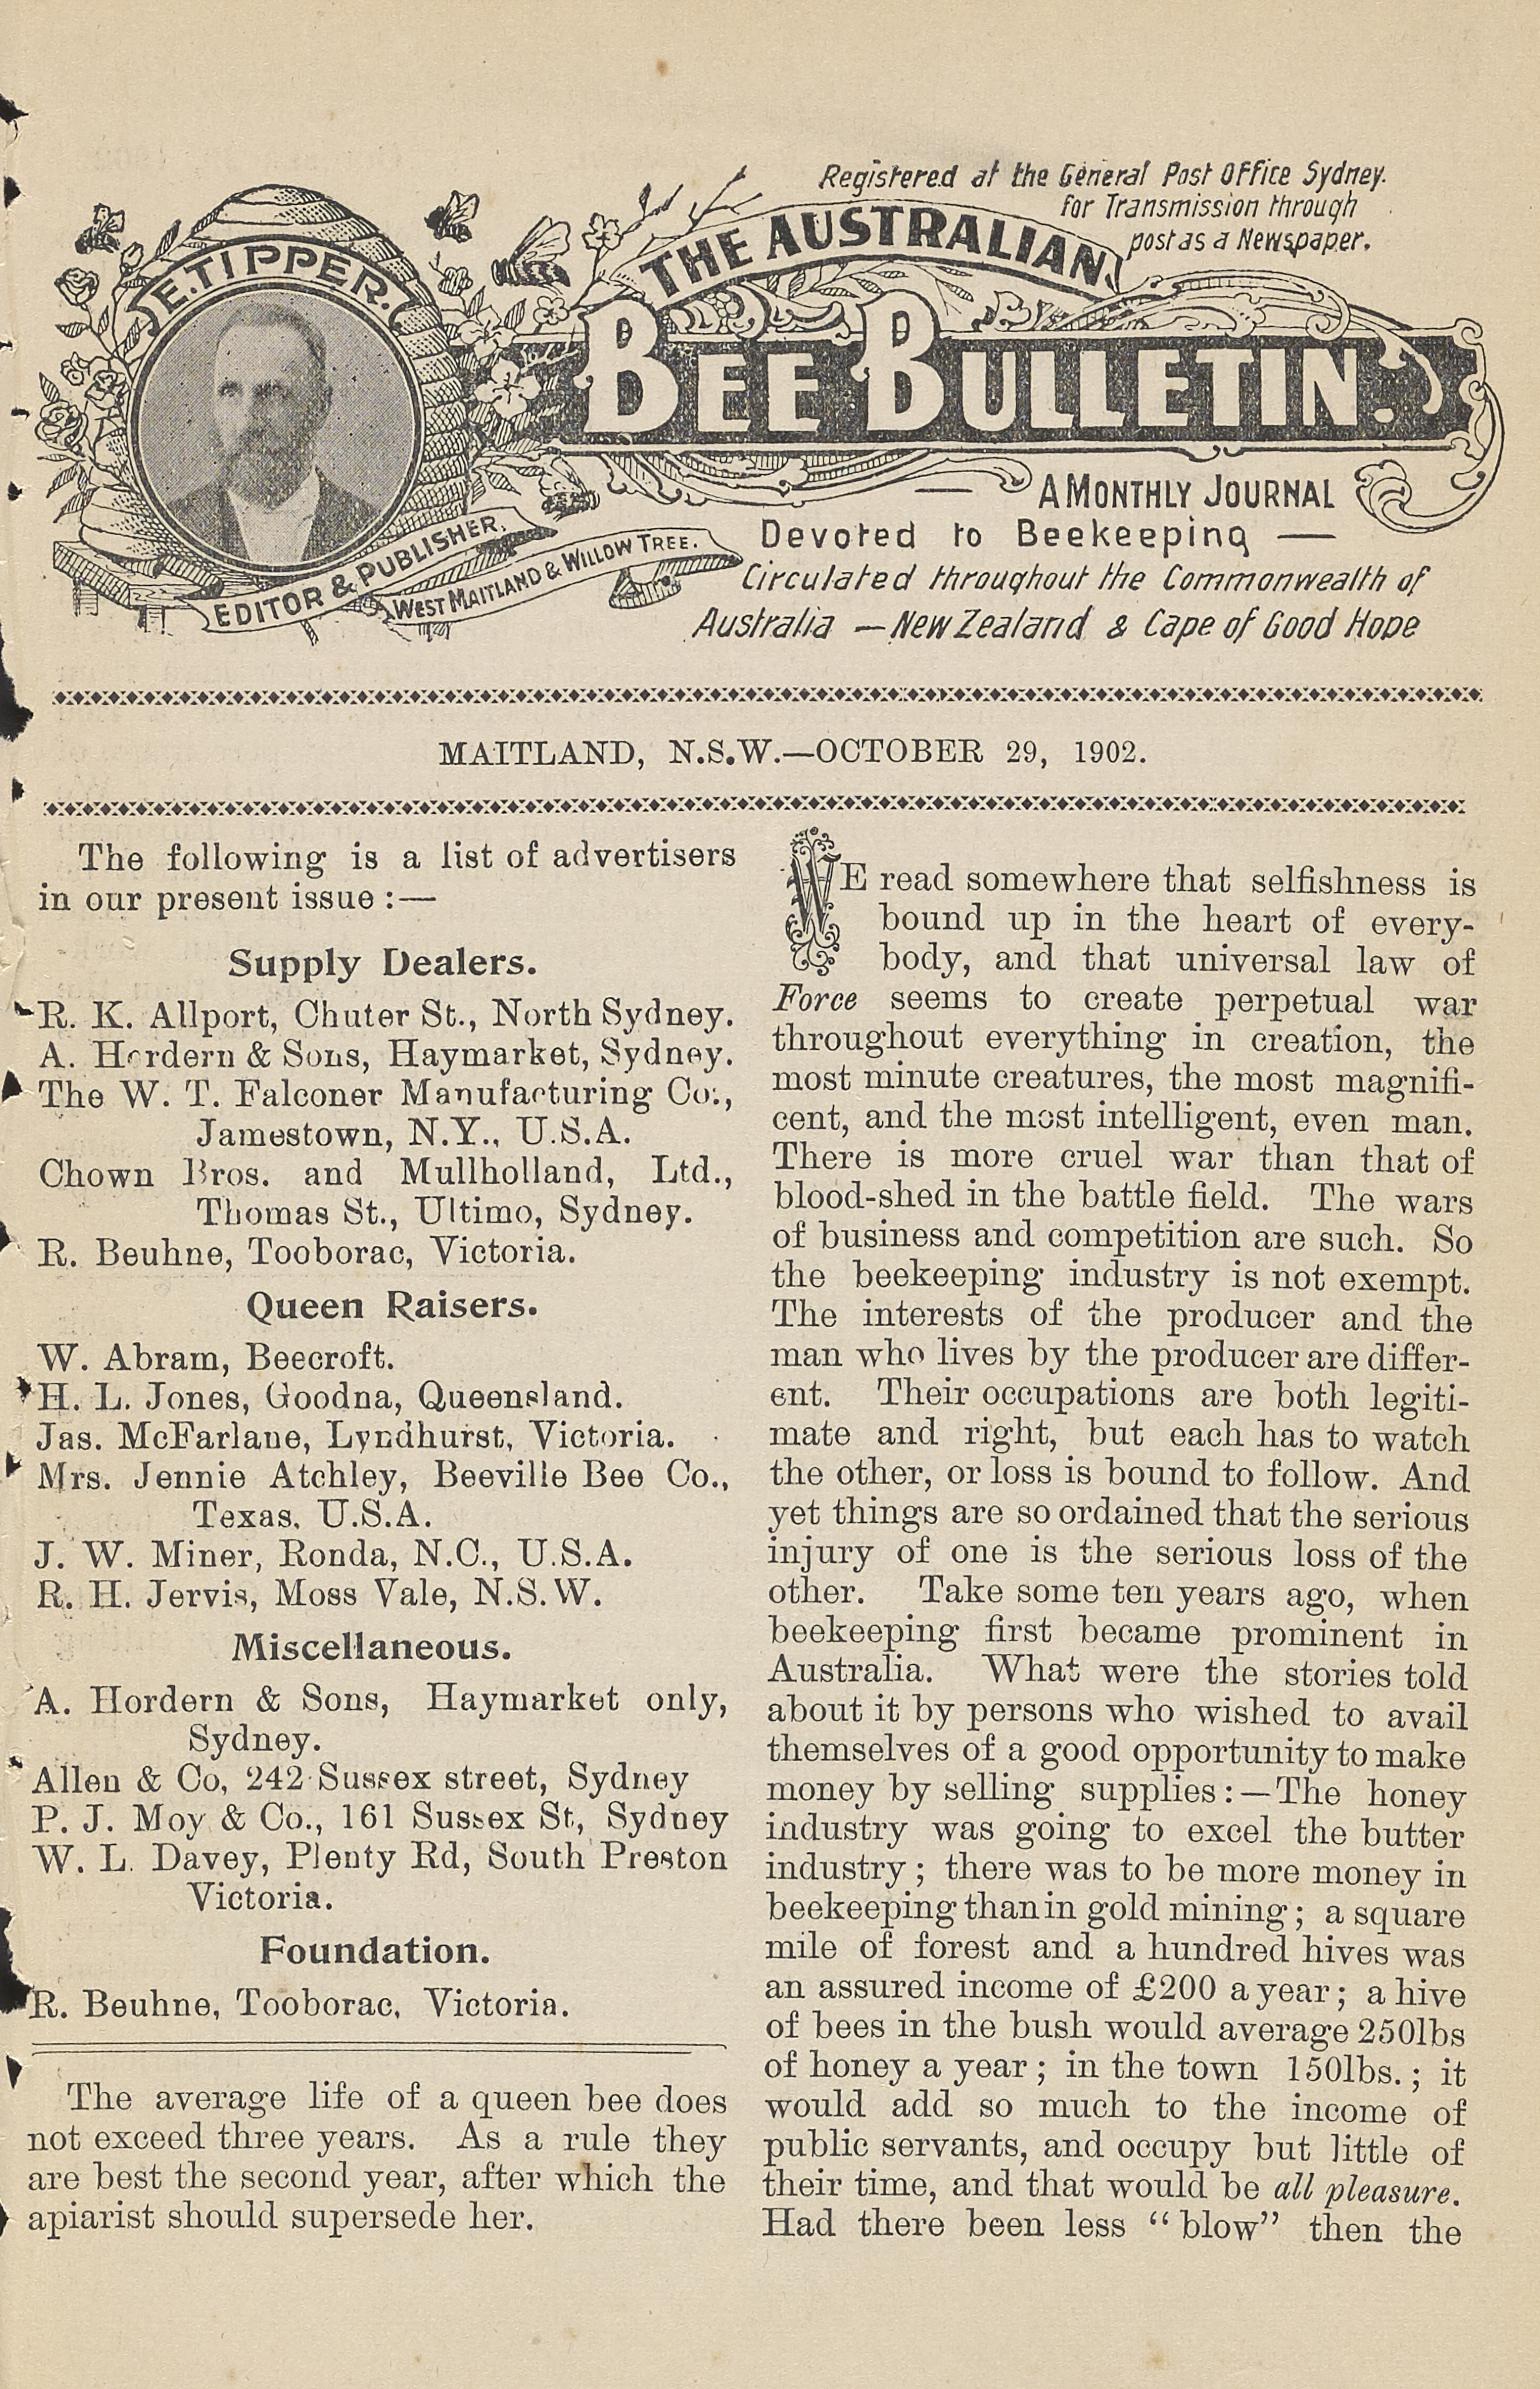 Registered at the General Post Office Sydney.
for Transmission through
post as a Newspaper.
E. TIPPER.
THE AUSTRALIAN
BEE BULLETIN.
EDITOR & PUBLISHER.
WEST MAITLAND & WILLOW TREE.
— A MONTHLY JOURNAL
Devoted to Beekeeping —
Circulated throughout the Commonwealth of
Australia — New Zealand & Cape of Good Hope
MAITLAND, N.S.W.—OCTOBER 29, 1902.
The following is a list of advertisers
in our present issue :—
Supply Dealers.
R. K. Allport, Chuter St., North Sydney.
A. Hordern & Sons, Haymarket, Sydney.
The W. T. Falconer Manufacturing Co.,
Jamestown, N.Y., U.S.A.
Chown Bros. and Mullholland, Ltd.,
Thomas St., Ultimo, Sydney.
R. Beuhne, Tooborac, Victoria.
Queen Raisers.
W. Abram, Beecroft.
H. L. Jones, Goodna, Queensland.
Jas. McFarlane, Lyndhurst, Victoria.
Mrs. Jennie Atchley, Beeville Bee Co.,
Texas, U.S.A.
J. W. Miner, Ronda, N.C., U.S.A.
R. H. Jervis, Moss Vale, N.S.W.
Miscellaneous.
A. Hordern & Sons, Haymarket only,
Sydney.
Allen & Co, 242 Sussex street, Sydney
P. J. Moy & Co., 161 Sussex St, Sydney
W. L. Davey, Plenty Rd, South Preston
Victoria.
Foundation.
R. Beuhne, Tooborac, Victoria.
The average life of a queen bee does
not exceed three years. As a rule they
are best the second year, after which the
apiarist should supersede her.
WE read somewhere that selfishness is
bound up in the heart of every-
body, and that universal law of
Force seems to create perpetual war
throughout everything in creation, the
most minute creatures, the most magnifi-
cent, and the most intelligent, even man.
There is more cruel war than that of
blood-shed in the battle field. The wars
of business and competition are such. So
the beekeeping industry is not exempt.
The interests of the producer and the
man who lives by the producer are differ-
ent. Their occupations are both legiti-
mate and right, but each has to watch
the other, or loss is bound to follow. And
yet things are so ordained that the serious
injury of one is the serious loss of the
other. Take some ten years ago, when
beekeeping first became prominent in
Australia. What were the stories told
about it by persons who wished to avail
themselves of a good opportunity to make
money by selling supplies :—The honey
industry was going to excel the butter
industry ; there was to be more money in
beekeeping than in gold mining ; a square
mile of forest and a hundred hives was
an assured income of £200 a year ; a hive
of bees in the bush would average 250lbs
of honey a year ; in the town 150lbs. ; it
would add so much to the income of
public servants, and occupy but little of
their time, and that would be all pleasure.
Had there been less “ blow” then the